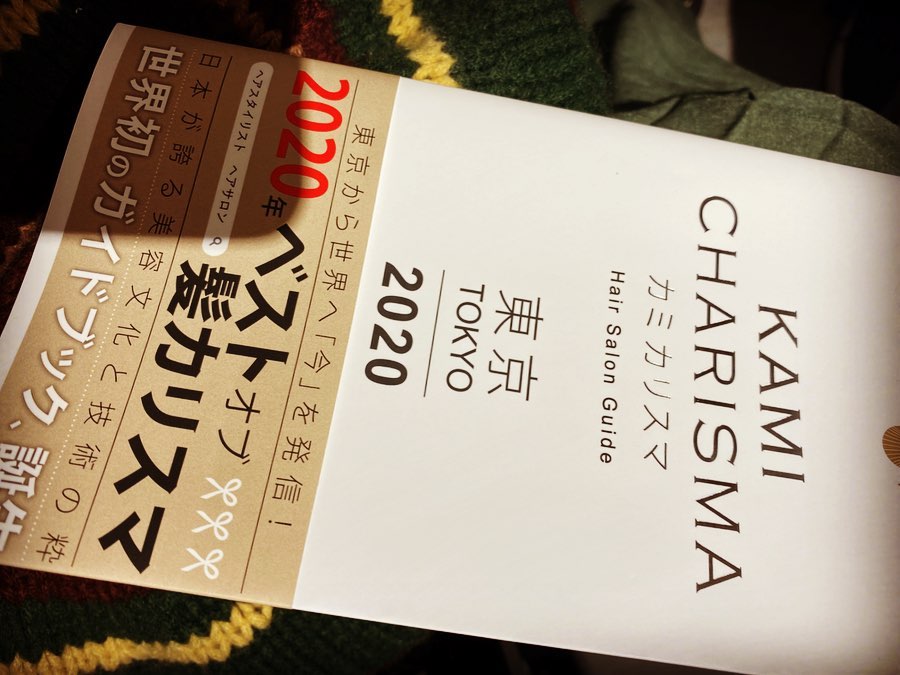 KAMI
CHARISMA
カミカリスマ
Hair Salon Guide
東京
TOKYO
2020
東京から世界へ「今」を発信！
2020年ベストオブ
ヘアスタイリスト ヘアサロン
髪カリスマ
日本が誇る美容文化と技術の粋
世界初のガイドブック、誕生